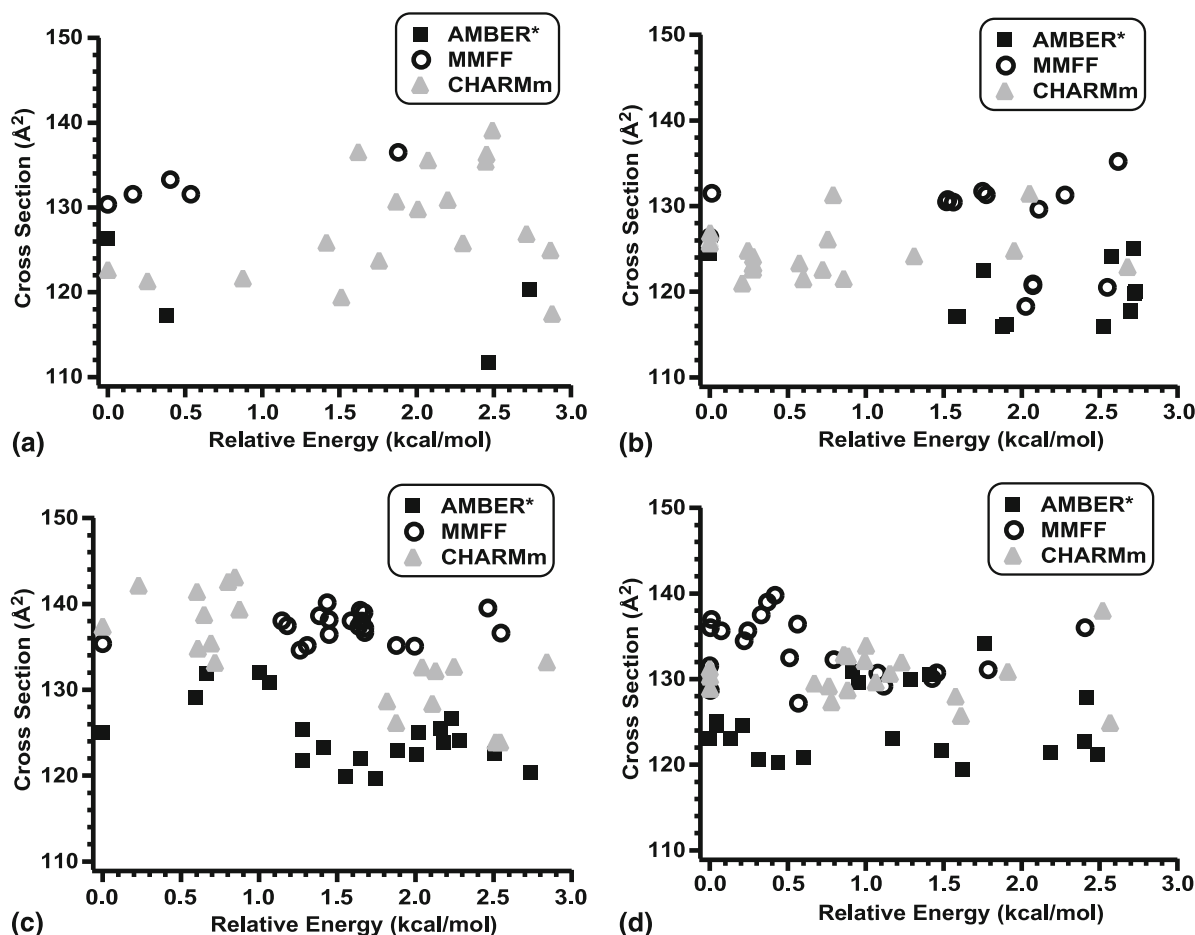 AMBER*
MMFF
CHARMm
150
140
130
120
110
Cross Section (Å²)
0.0 0.5 1.0 1.5 2.0 2.5 3.0
Relative Energy (kcal/mol)
(a)
AMBER*
MMFF
CHARMm
150
140
130
120
110
Cross Section (Å²)
0.0 0.5 1.0 1.5 2.0 2.5 3.0
Relative Energy (kcal/mol)
(b)
AMBER*
MMFF
CHARMm
150
140
130
120
110
Cross Section (Å²)
0.0 0.5 1.0 1.5 2.0 2.5 3.0
Relative Energy (kcal/mol)
(c)
AMBER*
MMFF
CHARMm
150
140
130
120
110
Cross Section (Å²)
0.0 0.5 1.0 1.5 2.0 2.5 3.0
Relative Energy (kcal/mol)
(d)